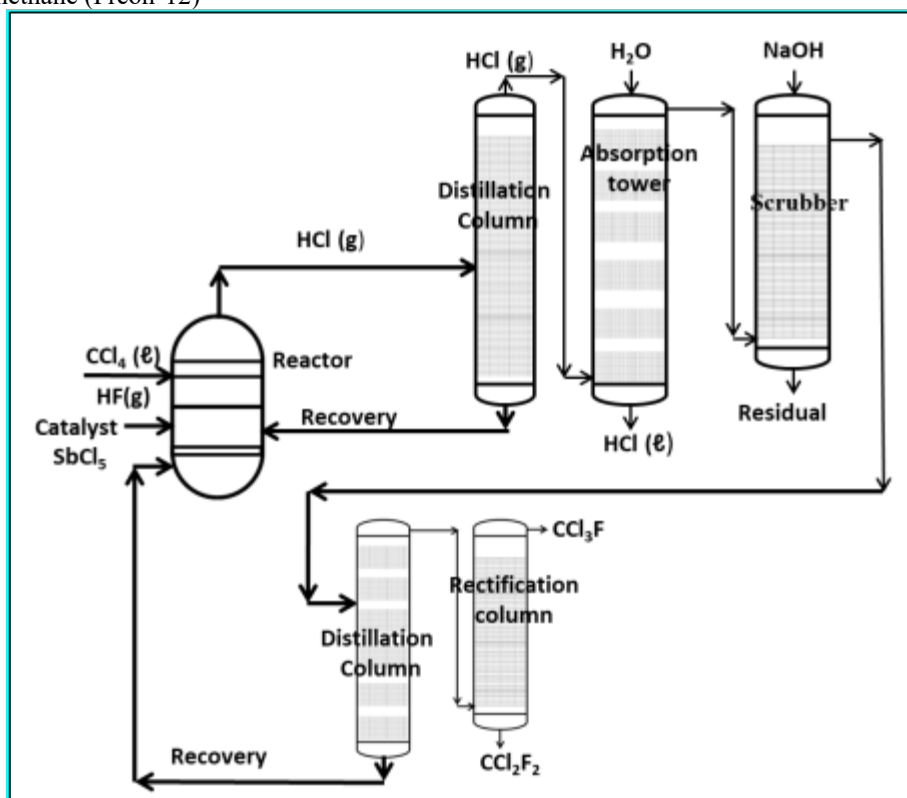 methane (Freon-12)
HCl (g)
H₂O
NaOH
Absorption
tower
Distillation
Column
Scrubber
HCl (g)
CCl₄ (ℓ)
Reactor
HF(g)
Catalyst
SbCl₅
Recovery
HCl (ℓ)
Residual
CCl₃F
Rectification
column
Distillation
Column
Recovery
CCl₂F₂